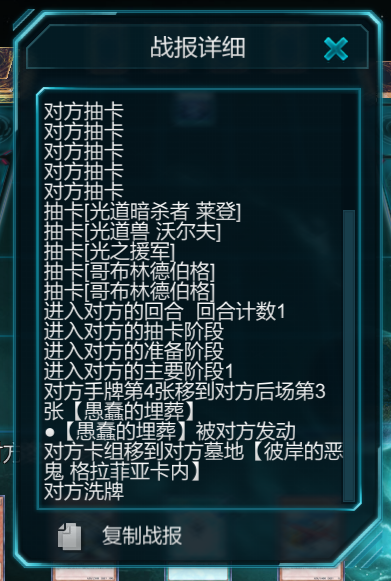 战报详细
对方抽卡
对方抽卡
对方抽卡
对方抽卡
对方抽卡
抽卡[光道暗杀者 莱登]
抽卡[光道兽 沃尔夫]
抽卡[光之援军]
抽卡[哥布林德伯格]
抽卡[哥布林德伯格]
进入对方的回合 回合计数1
进入对方的抽卡阶段
进入对方的准备阶段
进入对方的主要阶段1
对方手牌第4张移到对方后场第3
张【愚蠢的埋葬】
●【愚蠢的埋葬】被对方发动
对方卡组移到对方墓地【彼岸的恶
鬼 格拉菲亚卡内】
对方洗牌
复制战报